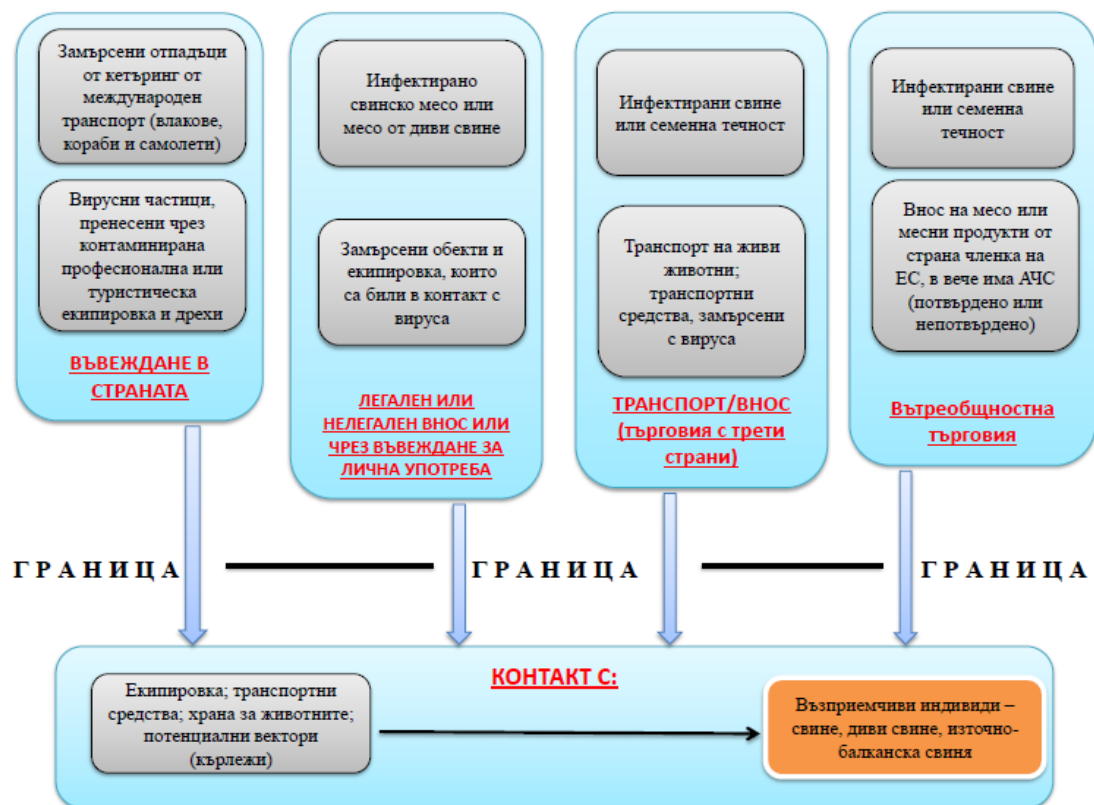 Замърсени отпадъци
от кетъринг от
международен
транспорт (влакове,
кораби и самолети)
Вирусни частици,
пренесени чрез
контаминирана
професионална или
туристическа
екипировка и дрехи
ВЪВЕЖДАНЕ В
СТРАНАТА
Инфектирано
свинско месо или
месо от диви свине
Замърсени обекти и
екипировка, които
са били в контакт с
вируса
ЛЕГАЛЕН ИЛИ
НЕЛЕГАЛЕН ВНОС ИЛИ
ЧРЕЗ ВЪВЕЖДАНЕ ЗА
ЛИЧНА УПОТРЕБА
Инфектирани свине
или семенна течност
Транспорт на живи
животни;
транспортни
средства, замърсени
с вируса
ТРАНСПОРТ/ВНОС
(търговия с трети
страни)
Инфектирани свине
или семенна
течност
Внос на месо или
месни продукти от
страна членка на
ЕС, в вече има АЧС
(потвърдено или
непотвърдено)
Вътреобщностна
търговия
Г Р А Н И Ц А
Г Р А Н И Ц А
Г Р А Н И Ц А
КОНТАКТ С:
Екипировка; транспортни
средства; храна за животните;
потенциални вектори
(кърлежи)
Възприемчиви индивиди –
свине, диви свине, източно-
балканска свиня